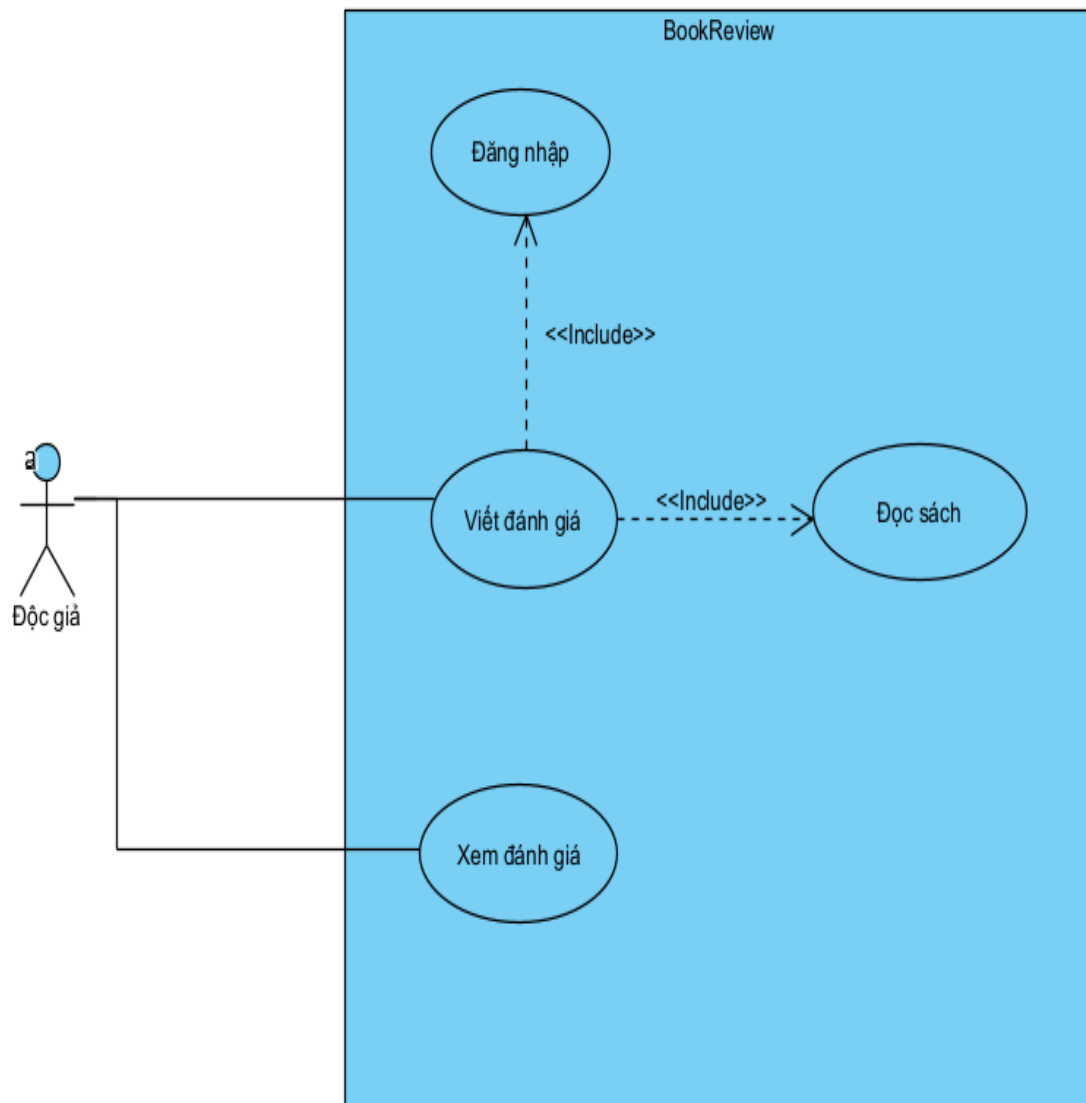 BookReview
Đăng nhập
<<Include>>
a
Viết đánh giá
<<Include>>
Đọc sách
Độc giả
Xem đánh giá